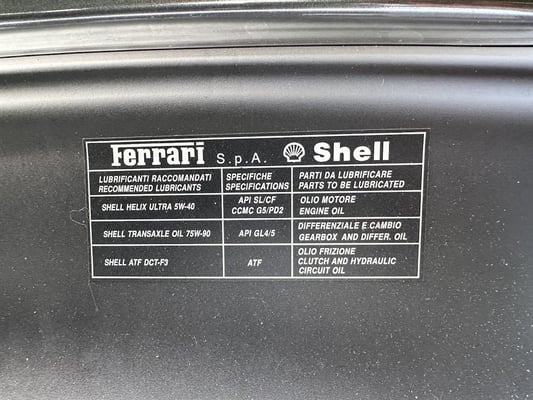 Ferrari S.p.A. Shell
LUBRIFICANTI RACCOMANDATI
RECOMMENDED LUBRICANTS
SPECIFICHE
SPECIFICATIONS
PARTI DA LUBRIFICARE
PARTS TO BE LUBRICATED
SHELL HELIX ULTRA 5W-40
API SL/CF
CCMC G5/PD2
OLIO MOTORE
ENGINE OIL
SHELL TRANSAXLE OIL 75W-90
API GL4/5
DIFFERENZIALE E CAMBIO
GEARBOX AND DIFFER. OIL
SHELL ATF DCT-F3
ATF
OLIO FRIZIONE
CLUTCH AND HYDRAULIC
CIRCUIT OIL